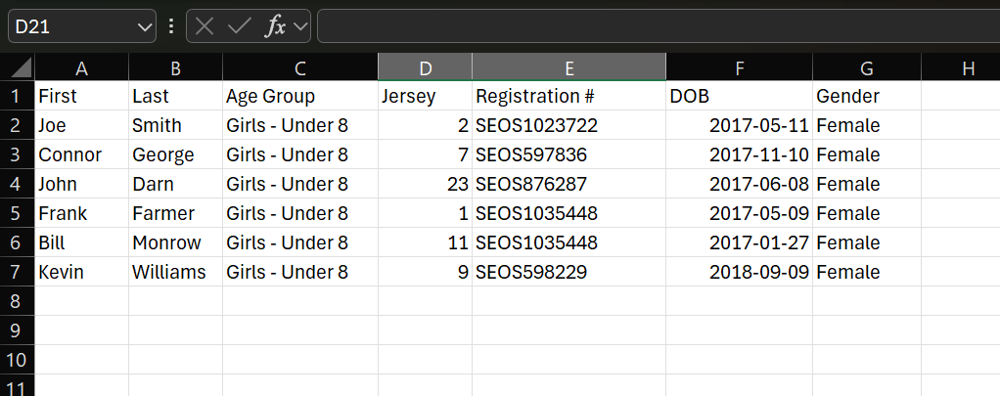 D21 fx
A B C D E F G H
1 First Last Age Group Jersey Registration # DOB Gender
2 Joe Smith Girls - Under 8 2 SEOS1023722 2017-05-11 Female
3 Connor George Girls - Under 8 7 SEOS597836 2017-11-10 Female
4 John Darn Girls - Under 8 23 SEOS876287 2017-06-08 Female
5 Frank Farmer Girls - Under 8 1 SEOS1035448 2017-05-09 Female
6 Bill Monrow Girls - Under 8 11 SEOS1035448 2017-01-27 Female
7 Kevin Williams Girls - Under 8 9 SEOS598229 2018-09-09 Female
8
9
10
11